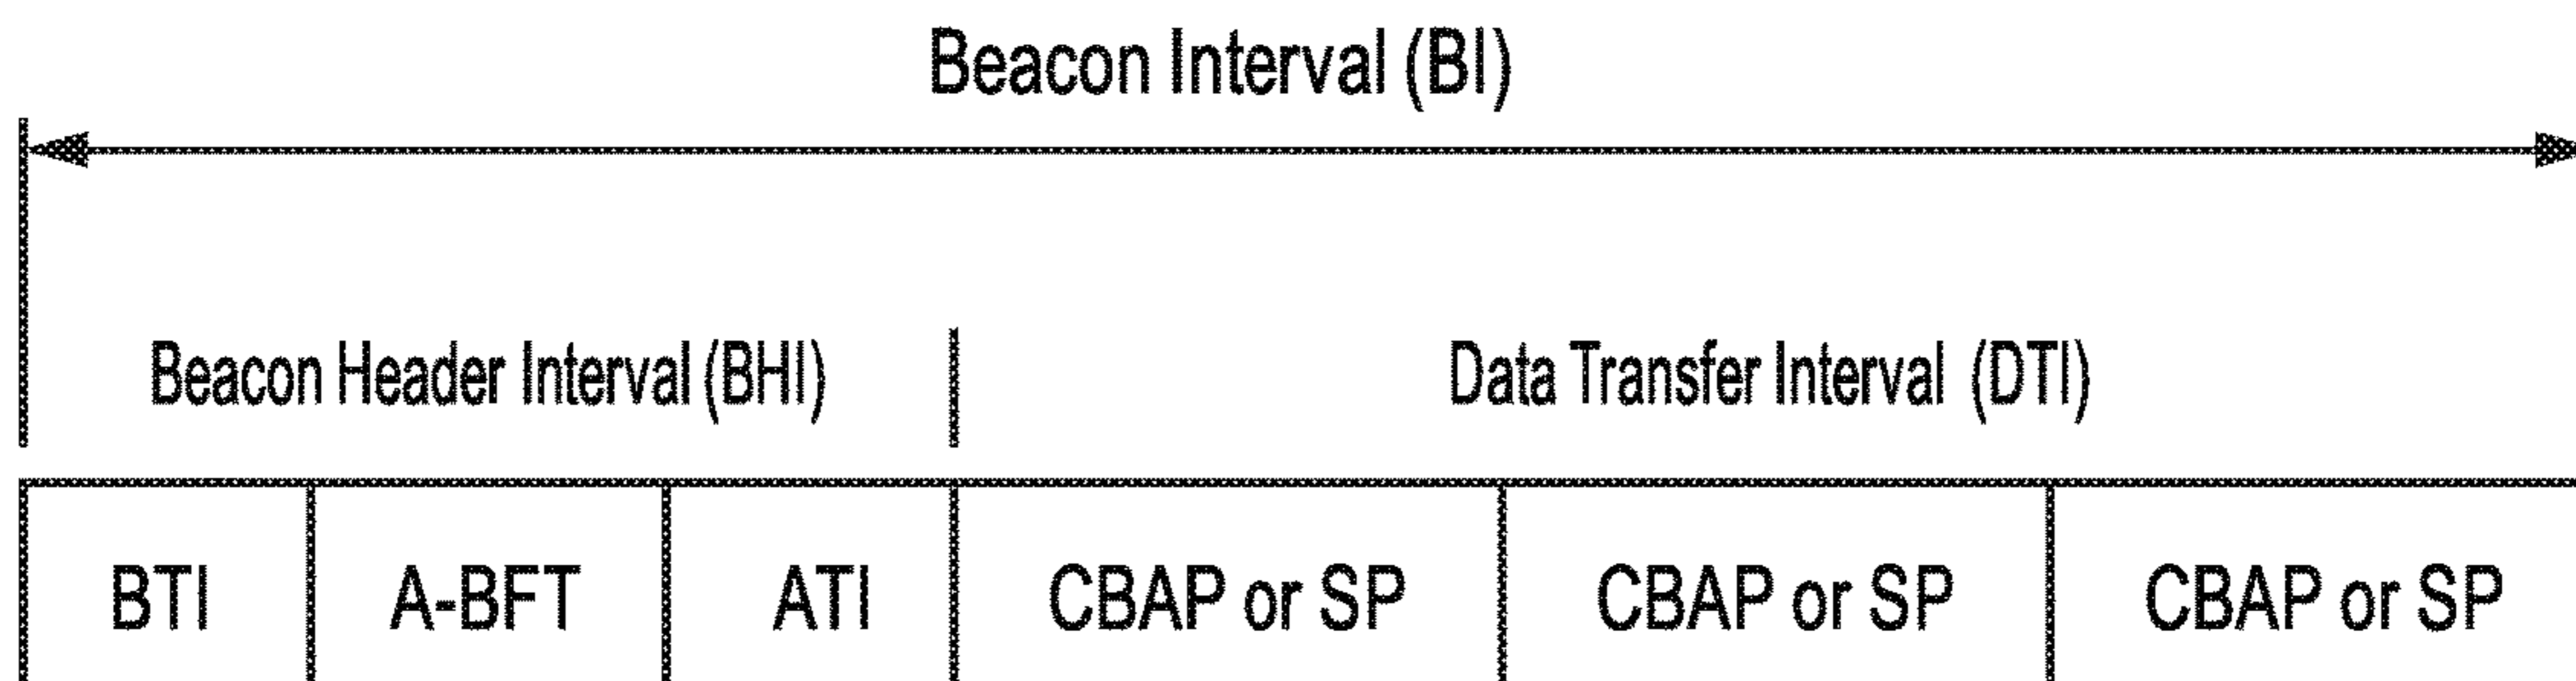 Beacon Interval (BI)
Beacon Header Interval (BHI) Data Transfer Interval (DTI)
BTI A-BFT ATI CBAP or SP CBAP or SP CBAP or SP